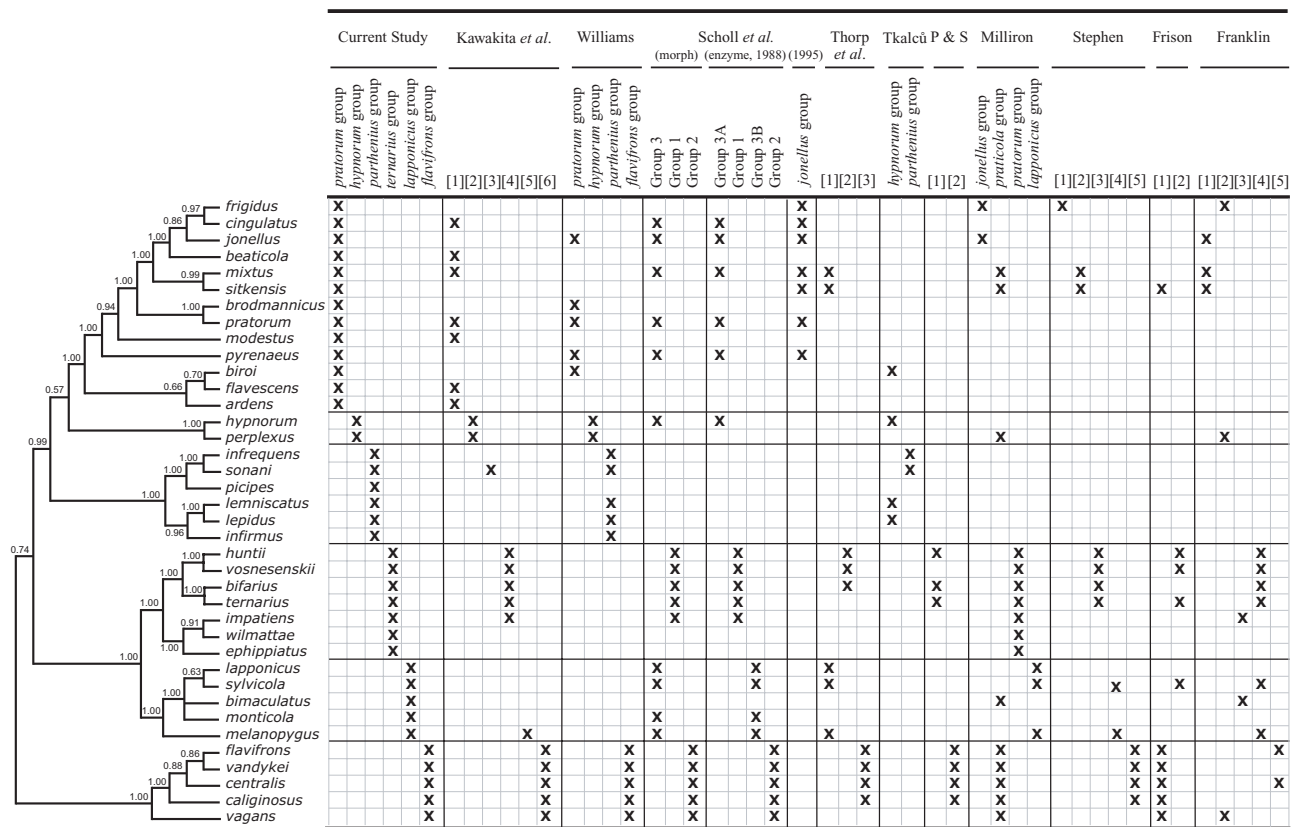 Current Study Kawakita et al. Williams Scholl et al. Thorp et al. Tkalců P & S Milliron Stephen Frison Franklin
(morph) (enzyme, 1988) (1995)
pratorum group
hypnorum group
parthenius group
ternarius group
lapponicus group
flavifrons group
[1][2][3][4][5][6]
pratorum group
hypnorum group
parthenius group
flavifrons group
Group 3
Group 1
Group 2
Group 3A
Group 1
Group 3B
Group 2
jonellus group
[1][2][3]
hypnorum group
parthenius group
[1][2]
jonellus group
praticola group
pratorum group
lapponicus group
[1][2][3][4][5]
[1][2]
[1][2][3][4][5]
frigidus X X X X X
0.97
cingulatus X X X X X
0.86
jonellus X X X X X X X
1.00
beaticola X X
1.00
mixtus X X X X X X X X X
1.00 0.99
sitkensis X X X X X X X
brodmannicus X X
0.94 1.00
pratorum X X X X X X
1.00
modestus X X
pyrenaeus X X X X X
1.00
biroi X X X
0.70
flavescens X X
0.57 0.66
ardens X X
hypnorum X X X X X X
1.00
perplexus X X X X X
0.99
infrequens X X X
1.00
sonani X X X X
1.00
picipes X
1.00
lemniscatus X X X
1.00
lepidus X X X
0.96
infirmus X X
0.74
huntii X X X X X X X X X X
1.00
vosnesenskii X X X X X X X X X
1.00
bifarius X X X X X X X X X
1.00
ternarius X X X X X X X X X
1.00
impatiens X X X X X X
0.91
wilmattae X X
1.00
ephippiatus X X
1.00
lapponicus X X X X X
0.63
sylvicola X X X X X X X X
1.00
bimaculatus X X X
1.00
monticola X X X
melanopygus X X X X X X X X
flavifrons X X X X X X X X X X X
0.86
vandykei X X X X X X X X X X
0.88
centralis X X X X X X X X X X X
1.00
caliginosus X X X X X X X X X X
1.00
vagans X X X X X X X X